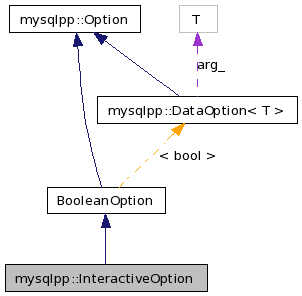 mysqlpp::Option
T
arg_
mysqlpp::DataOption< T >
< bool >
BooleanOption
mysqlpp::InteractiveOption